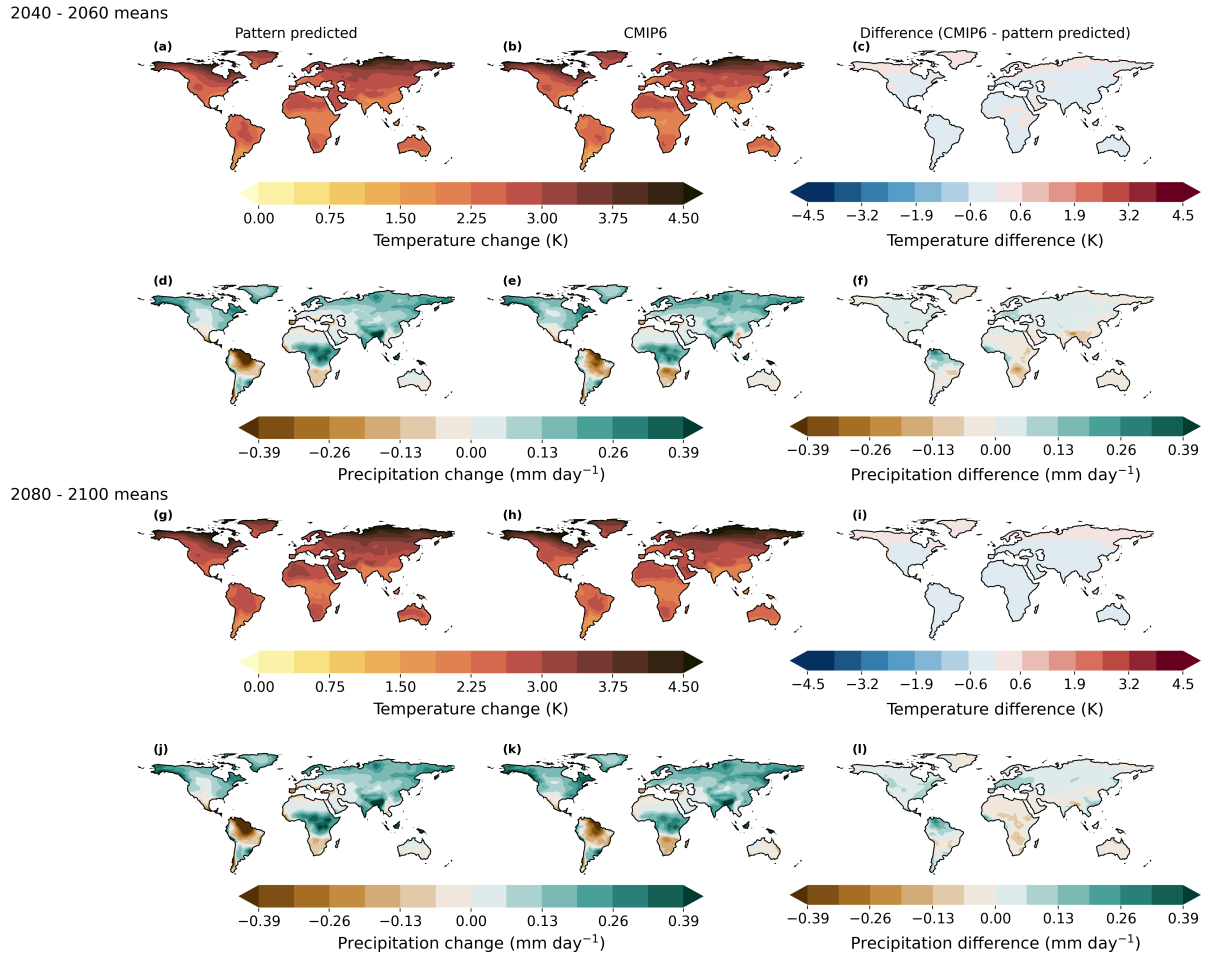 2040 - 2060 means
Pattern predicted CMIP6 Difference (CMIP6 - pattern predicted)
(a) (b) (c)
0.00 0.75 1.50 2.25 3.00 3.75 4.50 −4.5 −3.2 −1.9 −0.6 0.6 1.9 3.2 4.5
Temperature change (K) Temperature difference (K)
(d) (e) (f)
−0.39 −0.26 −0.13 0.00 0.13 0.26 0.39 −0.39 −0.26 −0.13 0.00 0.13 0.26 0.39
Precipitation change (mm day⁻¹) Precipitation difference (mm day⁻¹)
2080 - 2100 means
(g) (h) (i)
0.00 0.75 1.50 2.25 3.00 3.75 4.50 −4.5 −3.2 −1.9 −0.6 0.6 1.9 3.2 4.5
Temperature change (K) Temperature difference (K)
(j) (k) (l)
−0.39 −0.26 −0.13 0.00 0.13 0.26 0.39 −0.39 −0.26 −0.13 0.00 0.13 0.26 0.39
Precipitation change (mm day⁻¹) Precipitation difference (mm day⁻¹)